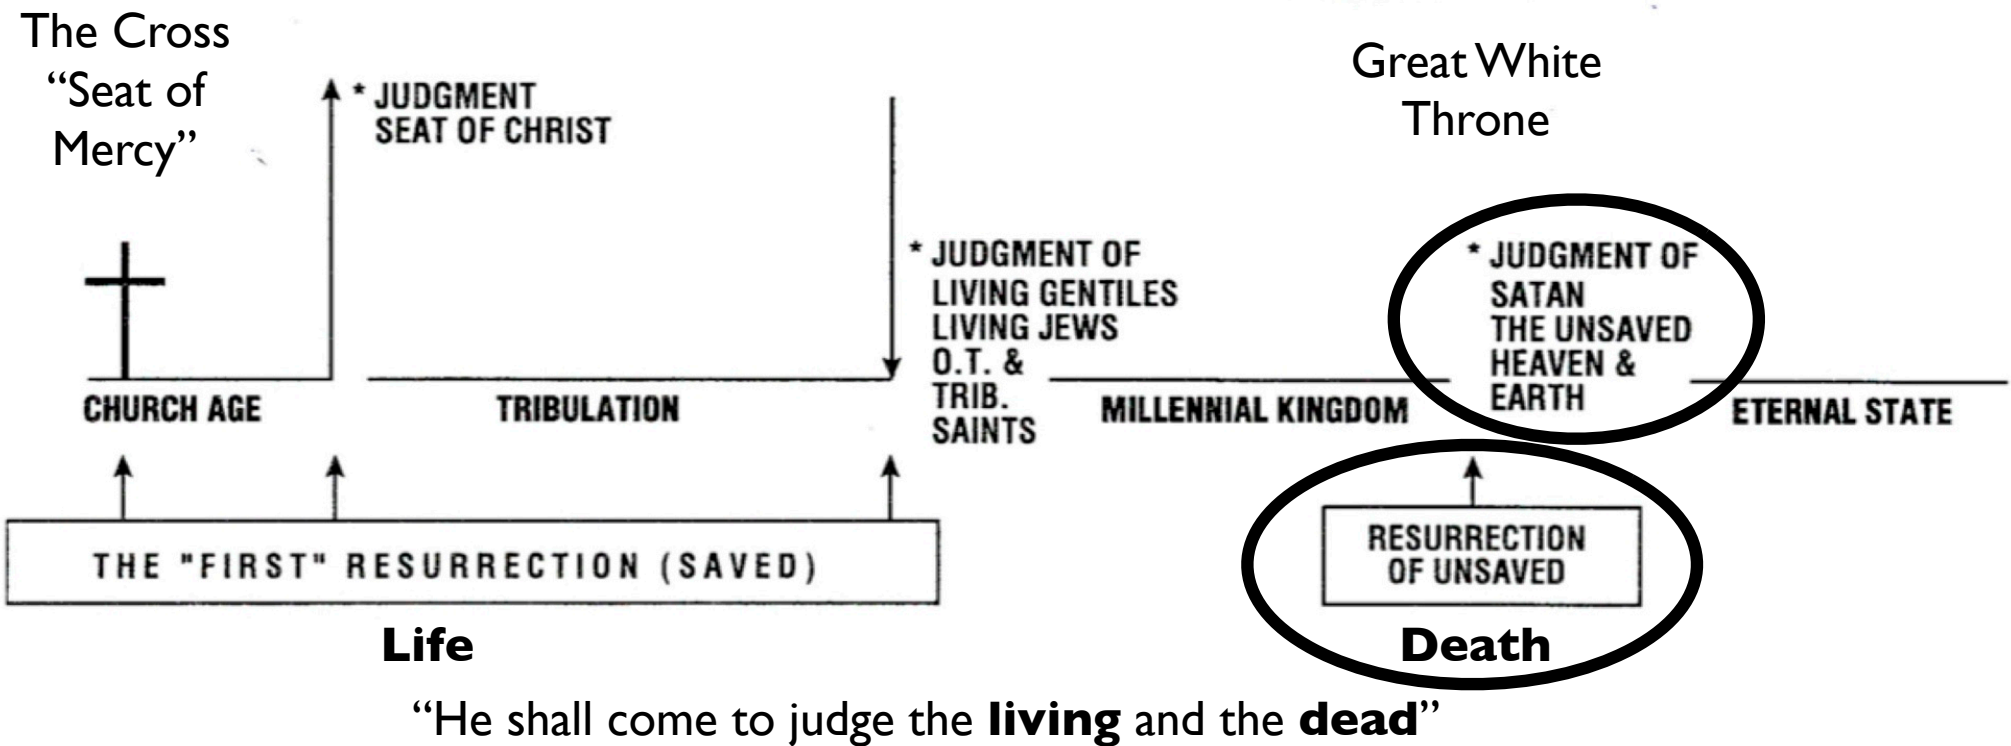 The Cross
“Seat of
Mercy”
* JUDGMENT
SEAT OF CHRIST
Great White
Throne
* JUDGMENT OF
LIVING GENTILES
LIVING JEWS
O.T. &
TRIB.
SAINTS
* JUDGMENT OF
SATAN
THE UNSAVED
HEAVEN &
EARTH
CHURCH AGE
TRIBULATION
MILLENNIAL KINGDOM
ETERNAL STATE
THE "FIRST" RESURRECTION (SAVED)
RESURRECTION
OF UNSAVED
Life
Death
“He shall come to judge the living and the dead”